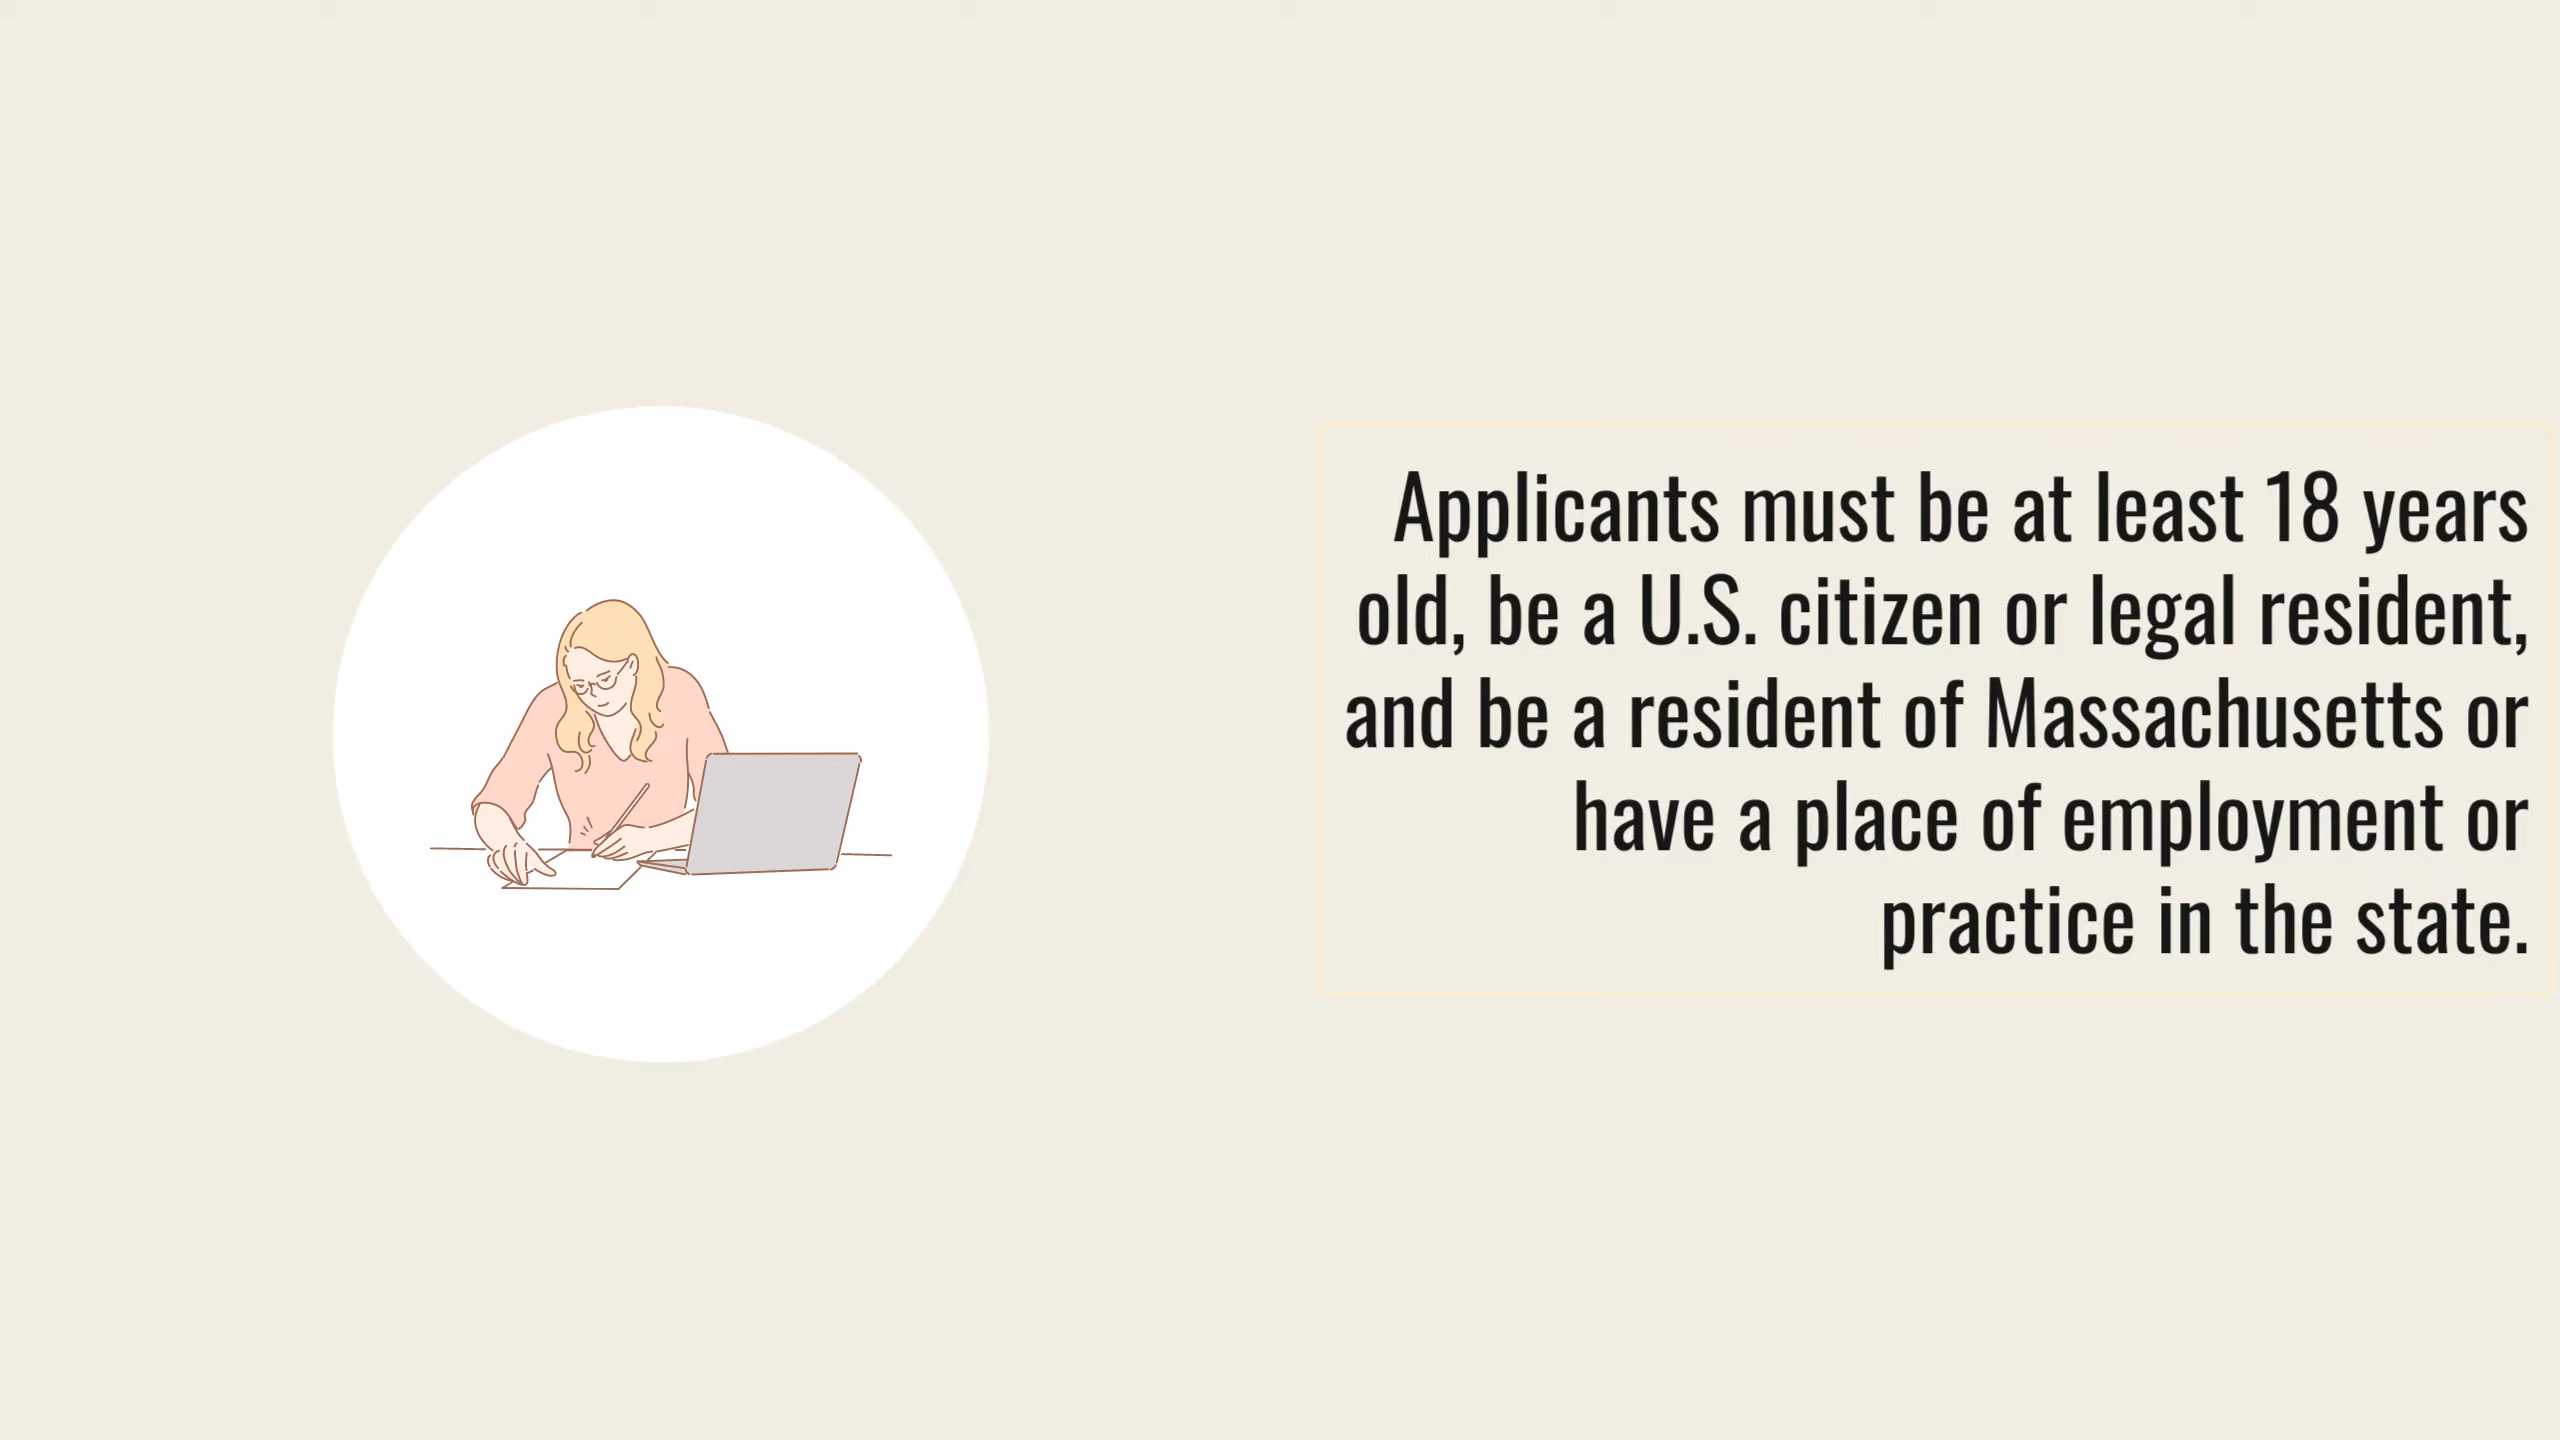 Applicants must be at least 18 years
old, be a U.S. citizen or legal resident,
and be a resident of Massachusetts or
have a place of employment or
practice in the state.